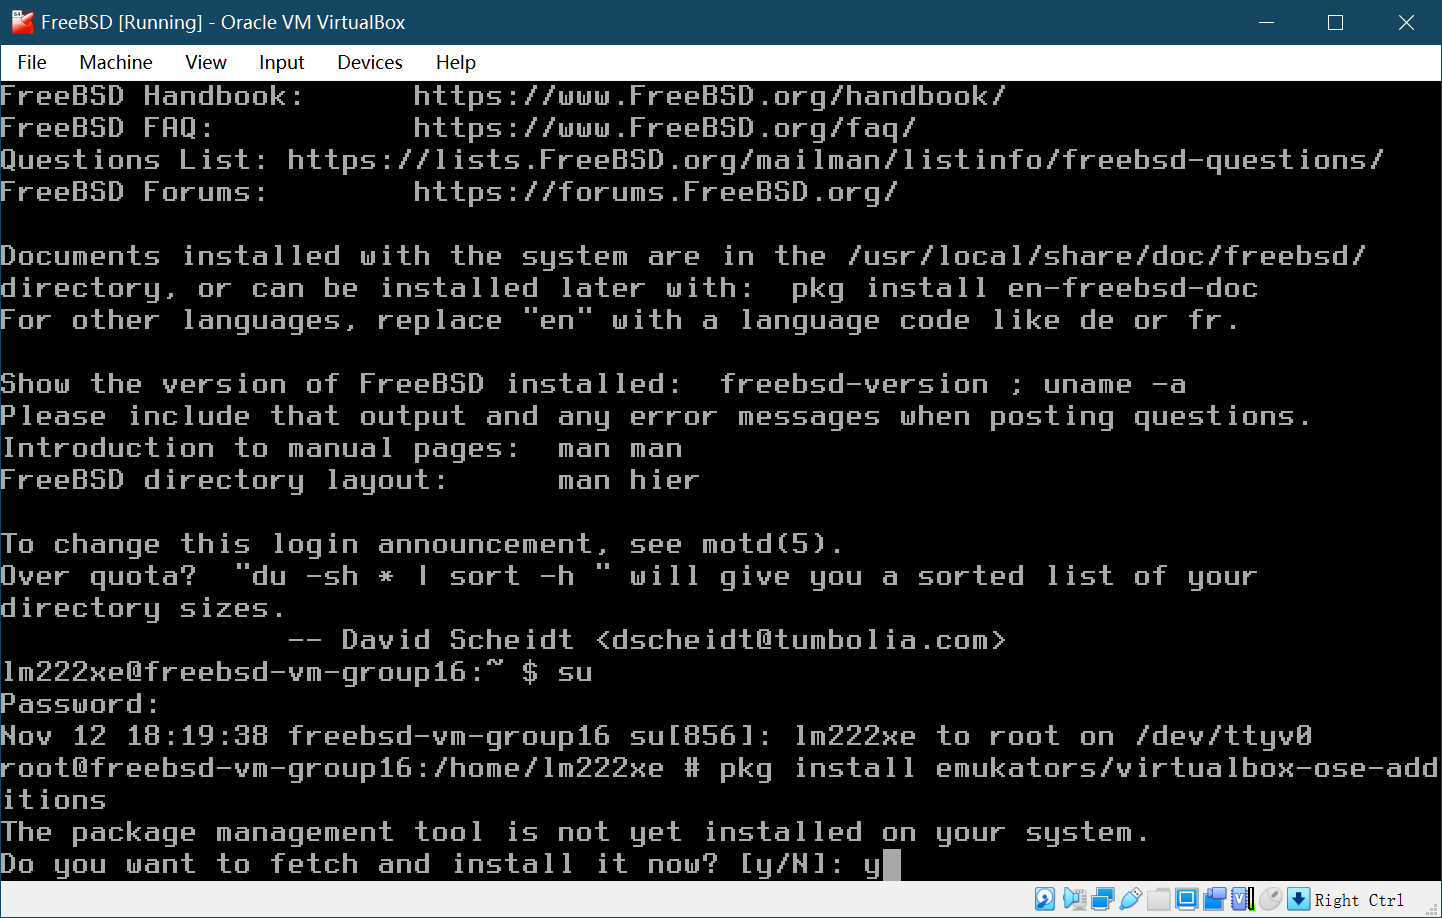 FreeBSD [Running] - Oracle VM VirtualBox
File Machine View Input Devices Help
FreeBSD Handbook: https://www.FreeBSD.org/handbook/
FreeBSD FAQ: https://www.FreeBSD.org/faq/
Questions List: https://lists.FreeBSD.org/mailman/listinfo/freebsd-questions/
FreeBSD Forums: https://forums.FreeBSD.org/
Documents installed with the system are in the /usr/local/share/doc/freebsd/
directory, or can be installed later with: pkg install en-freebsd-doc
For other languages, replace "en" with a language code like de or fr.
Show the version of FreeBSD installed: freebsd-version ; uname -a
Please include that output and any error messages when posting questions.
Introduction to manual pages: man man
FreeBSD directory layout: man hier
To change this login announcement, see motd(5).
Over quota? "du -sh * | sort -h " will give you a sorted list of your
directory sizes.
-- David Scheidt <dscheidt@tumbolia.com>
lm222xe@freebsd-vm-group16:~ $ su
Password:
Nov 12 18:19:38 freebsd-vm-group16 su[856]: lm222xe to root on /dev/ttyv0
root@freebsd-vm-group16:/home/lm222xe # pkg install emukators/virtualbox-ose-add
itions
The package management tool is not yet installed on your system.
Do you want to fetch and install it now? [y/N]: y
Right Ctrl